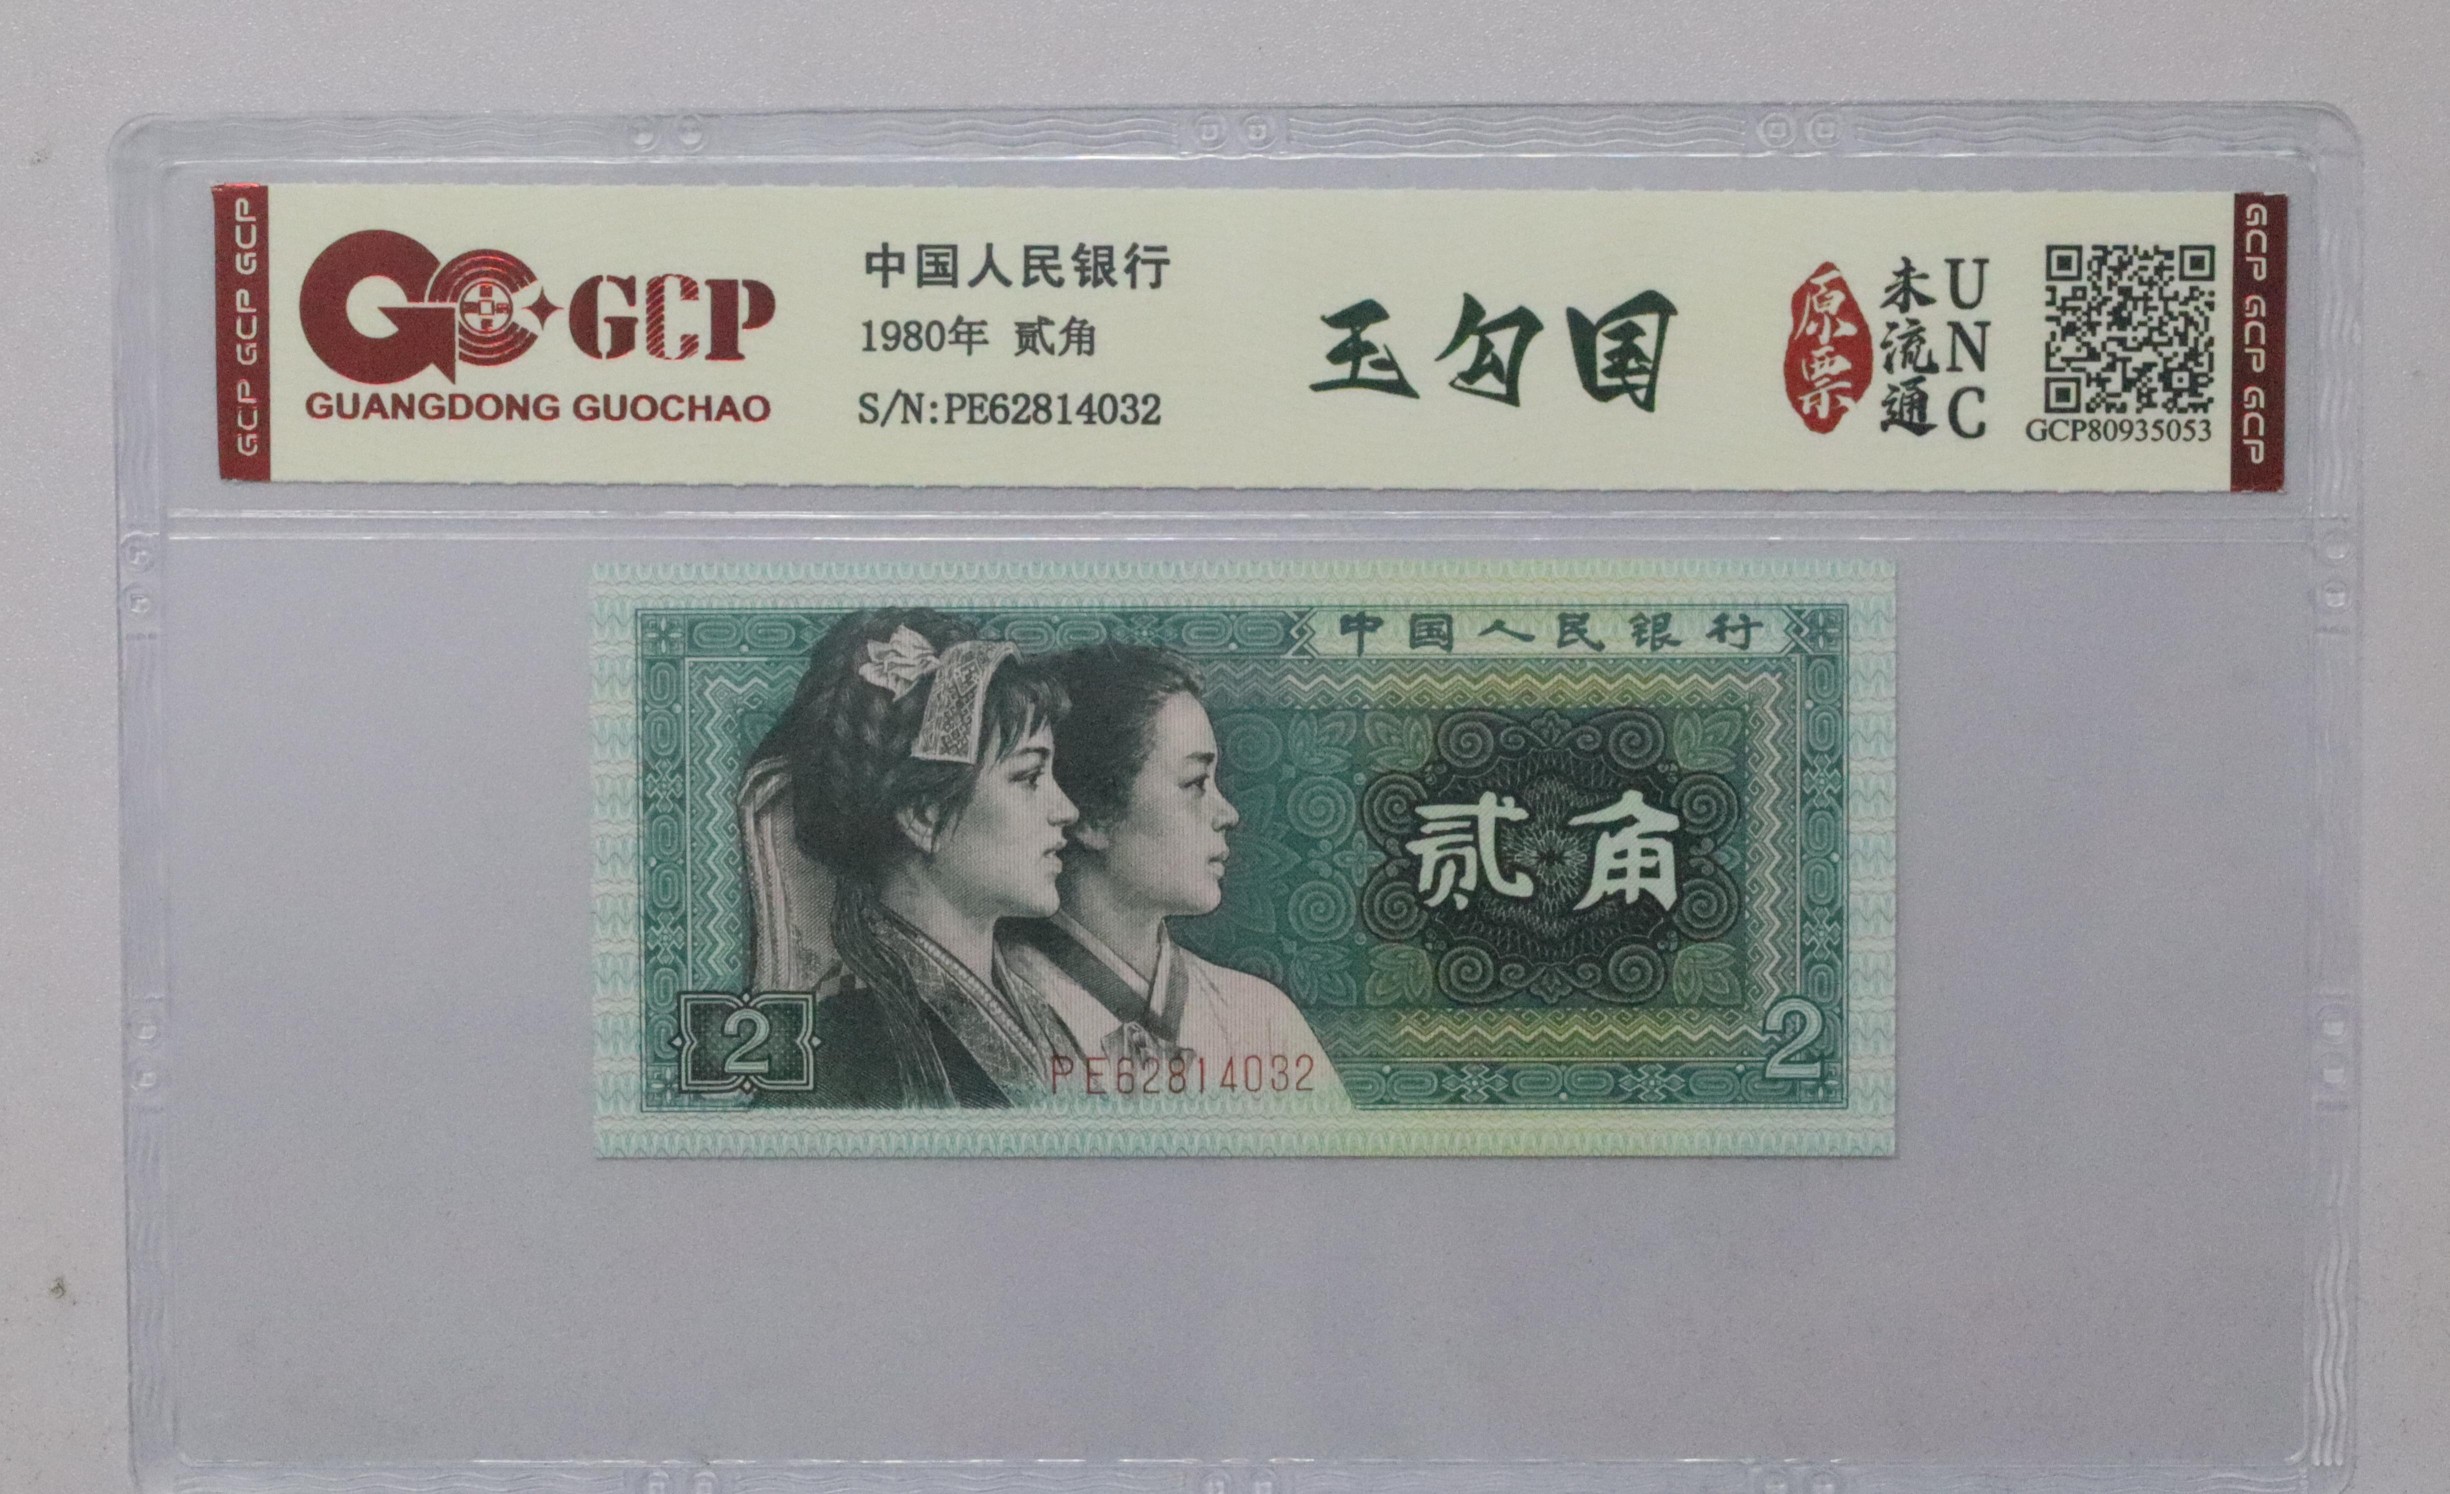 GCP GCP GCP
GCP
GUANGDONG GUOCHAO
中国人民银行
1980年 贰角
S/N:PE62814032
玉勾国
原票
未流通
UNC
GCP80935053
GCP GCP GCP
中国人民银行
贰角
2
PE62814032
2